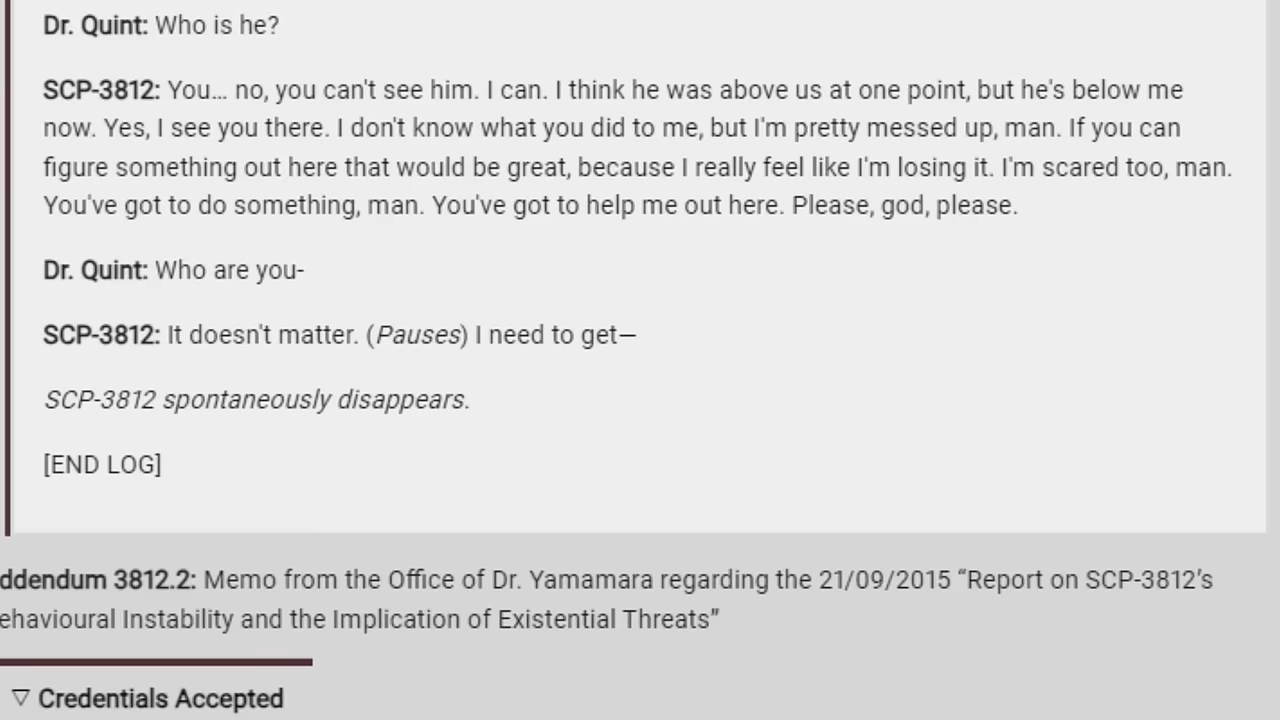 Dr. Quint: Who is he?
SCP-3812: You... no, you can't see him. I can. I think he was above us at one point, but he's below me
now. Yes, I see you there. I don't know what you did to me, but I'm pretty messed up, man. If you can
figure something out here that would be great, because I really feel like I'm losing it. I'm scared too, man.
You've got to do something, man. You've got to help me out here. Please, god, please.
Dr. Quint: Who are you-
SCP-3812: It doesn't matter. (Pauses) I need to get—
SCP-3812 spontaneously disappears.
[END LOG]
ddendum 3812.2: Memo from the Office of Dr. Yamamara regarding the 21/09/2015 “Report on SCP-3812’s
ehavioural Instability and the Implication of Existential Threats”
▽ Credentials Accepted